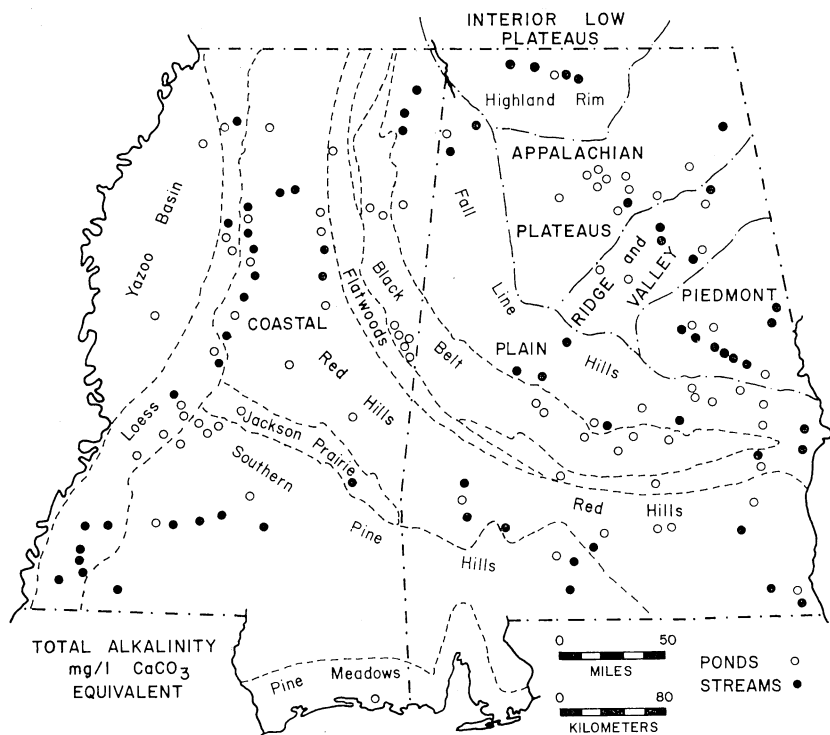 INTERIOR LOW
PLATEAUS
Highland Rim
APPALACHIAN
PLATEAUS
RIDGE and
VALLEY
PIEDMONT
Fall
Line
Hills
Yazoo Basin
Black
Belt
Flatwoods
COASTAL
PLAIN
Red
Hills
Loess
Jackson Prairie
Southern
Pine
Hills
Red
Hills
Pine Meadows
TOTAL ALKALINITY
mg/l CaCO3
EQUIVALENT
0 50
MILES
0 80
KILOMETERS
PONDS ○
STREAMS ●